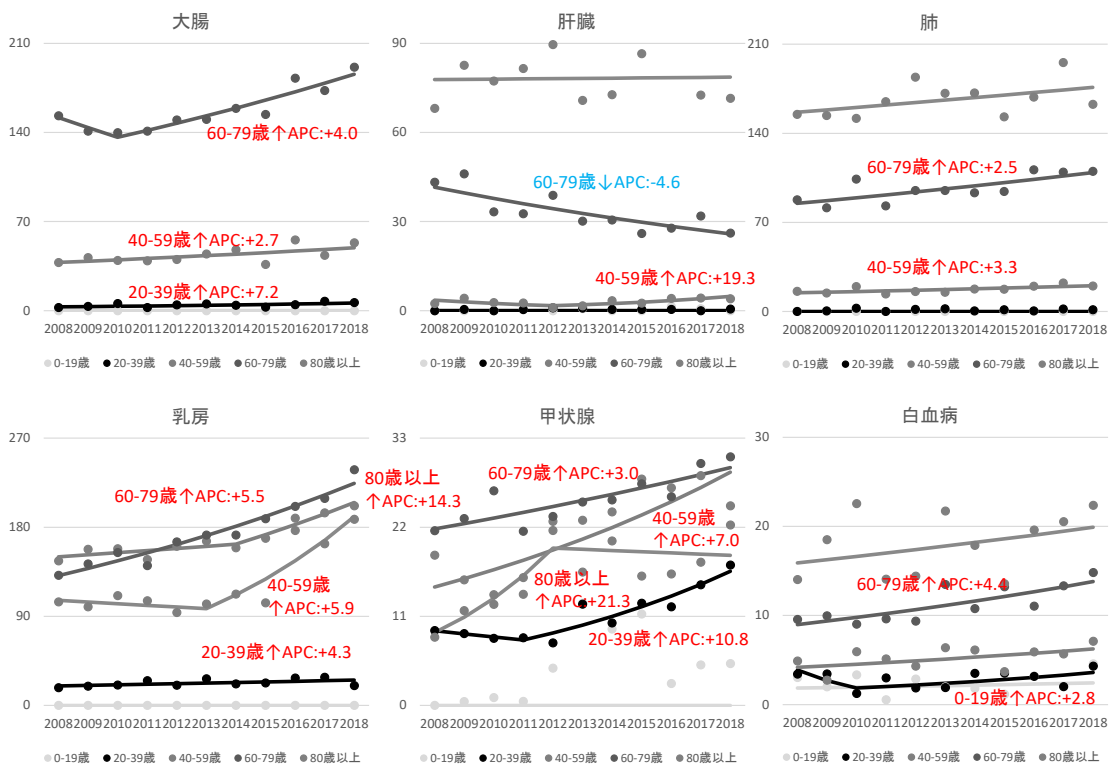 大腸
210
140
70
0
60-79歳↑APC:+4.0
40-59歳↑APC:+2.7
20-39歳↑APC:+7.2
2008 2009 2010 2011 2012 2013 2014 2015 2016 2017 2018
0-19歳 20-39歳 40-59歳 60-79歳 80歳以上
肝臓
90
60
30
0
60-79歳↓APC:-4.6
40-59歳↑APC:+19.3
2008 2009 2010 2011 2012 2013 2014 2015 2016 2017 2018
0-19歳 20-39歳 40-59歳 60-79歳 80歳以上
肺
210
140
70
0
60-79歳↑APC:+2.5
40-59歳↑APC:+3.3
2008 2009 2010 2011 2012 2013 2014 2015 2016 2017 2018
0-19歳 20-39歳 40-59歳 60-79歳 80歳以上
乳房
270
180
90
0
60-79歳↑APC:+5.5
80歳以上
↑APC:+14.3
40-59歳
↑APC:+5.9
20-39歳↑APC:+4.3
2008 2009 2010 2011 2012 2013 2014 2015 2016 2017 2018
0-19歳 20-39歳 40-59歳 60-79歳 80歳以上
甲状腺
33
22
11
0
60-79歳↑APC:+3.0
40-59歳
↑APC:+7.0
80歳以上
↑APC:+21.3
20-39歳↑APC:+10.8
2008 2009 2010 2011 2012 2013 2014 2015 2016 2017 2018
0-19歳 20-39歳 40-59歳 60-79歳 80歳以上
白血病
30
20
10
0
60-79歳↑APC:+4.4
0-19歳↑APC:+2.8
2008 2009 2010 2011 2012 2013 2014 2015 2016 2017 2018
0-19歳 20-39歳 40-59歳 60-79歳 80歳以上